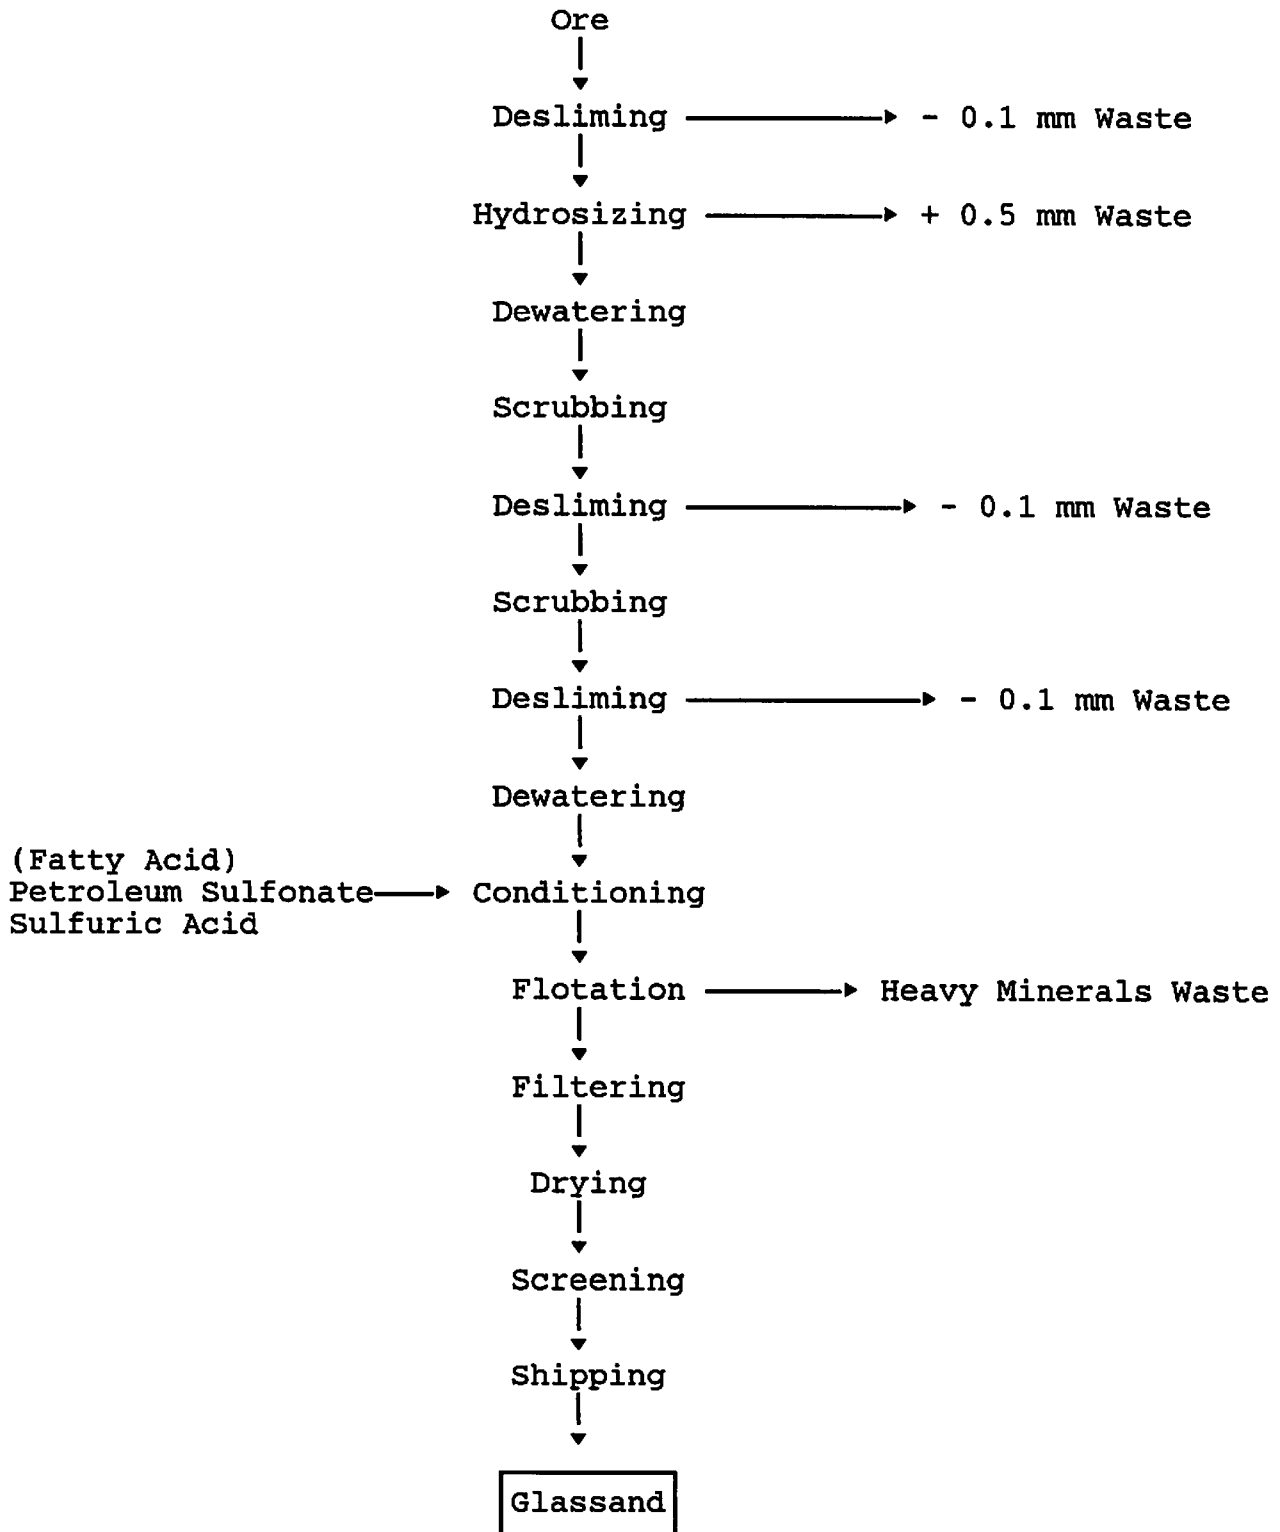 Ore
Desliming
- 0.1 mm Waste
Hydrosizing
+ 0.5 mm Waste
Dewatering
Scrubbing
Desliming
- 0.1 mm Waste
Scrubbing
Desliming
- 0.1 mm Waste
Dewatering
(Fatty Acid)
Petroleum Sulfonate
Sulfuric Acid
Conditioning
Flotation
Heavy Minerals Waste
Filtering
Drying
Screening
Shipping
Glassand